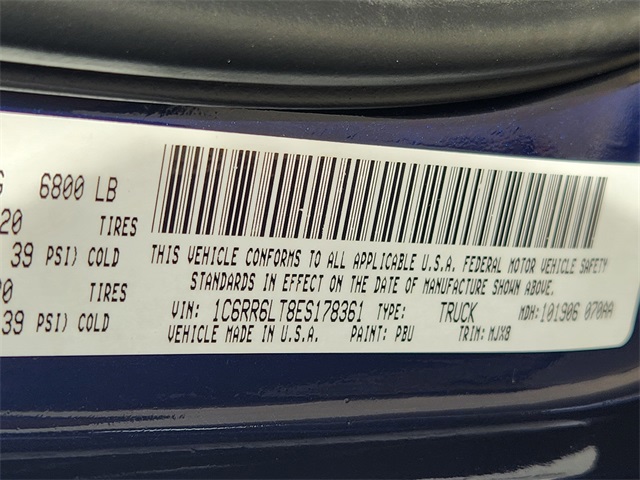 G 6800 LB
20 TIRES
39 PSI) COLD
20 TIRES
39 PSI) COLD
THIS VEHICLE CONFORMS TO ALL APPLICABLE U.S.A. FEDERAL MOTOR VEHICLE SAFETY
STANDARDS IN EFFECT ON THE DATE OF MANUFACTURE SHOWN ABOVE.
VIN: 1C6RR6LT8ES178361 TYPE: TRUCK MDH: 101906 070AA
VEHICLE MADE IN U.S.A. PAINT: PBU TRIM: MJX8